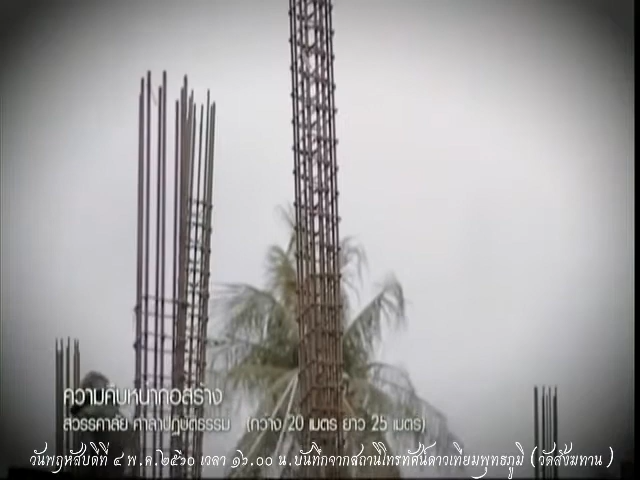 ความคืบหน้าก่อสร้าง
สวรรค์าลัย ศาลาปฏิบัติธรรม (กว้าง 20 เมตร ยาว 25 เมตร)
วันพฤหัสบดีที่ ๔ พ.ค.๒๕๖๐ เวลา ๑๖.๐๐ น.บันทึกจากสถานีโทรทัศน์ดาวเทียมพุทธภูมิ (วัดสังฆทาน)